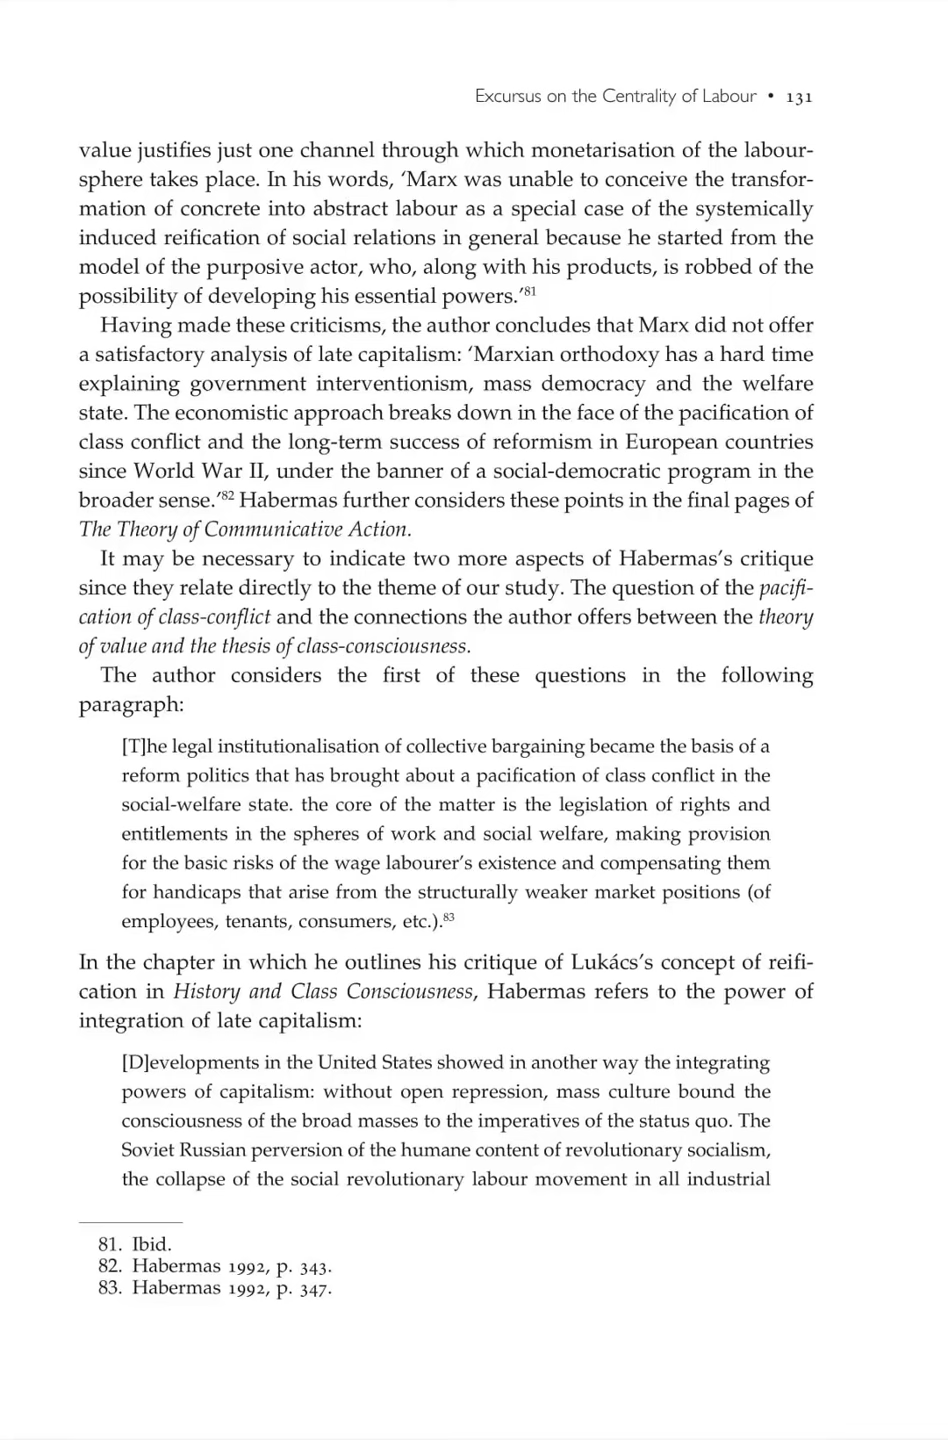 Excursus on the Centrality of Labour • 131
value justifies just one channel through which monetarisation of the labour-
sphere takes place. In his words, ‘Marx was unable to conceive the transfor-
mation of concrete into abstract labour as a special case of the systemically
induced reification of social relations in general because he started from the
model of the purposive actor, who, along with his products, is robbed of the
possibility of developing his essential powers.’81
Having made these criticisms, the author concludes that Marx did not offer
a satisfactory analysis of late capitalism: ‘Marxian orthodoxy has a hard time
explaining government interventionism, mass democracy and the welfare
state. The economistic approach breaks down in the face of the pacification of
class conflict and the long-term success of reformism in European countries
since World War II, under the banner of a social-democratic program in the
broader sense.’82 Habermas further considers these points in the final pages of
The Theory of Communicative Action.
It may be necessary to indicate two more aspects of Habermas’s critique
since they relate directly to the theme of our study. The question of the pacifi-
cation of class-conflict and the connections the author offers between the theory
of value and the thesis of class-consciousness.
The author considers the first of these questions in the following
paragraph:
[T]he legal institutionalisation of collective bargaining became the basis of a
reform politics that has brought about a pacification of class conflict in the
social-welfare state. the core of the matter is the legislation of rights and
entitlements in the spheres of work and social welfare, making provision
for the basic risks of the wage labourer’s existence and compensating them
for handicaps that arise from the structurally weaker market positions (of
employees, tenants, consumers, etc.).83
In the chapter in which he outlines his critique of Lukács’s concept of reifi-
cation in History and Class Consciousness, Habermas refers to the power of
integration of late capitalism:
[D]evelopments in the United States showed in another way the integrating
powers of capitalism: without open repression, mass culture bound the
consciousness of the broad masses to the imperatives of the status quo. The
Soviet Russian perversion of the humane content of revolutionary socialism,
the collapse of the social revolutionary labour movement in all industrial
81. Ibid.
82. Habermas 1992, p. 343.
83. Habermas 1992, p. 347.